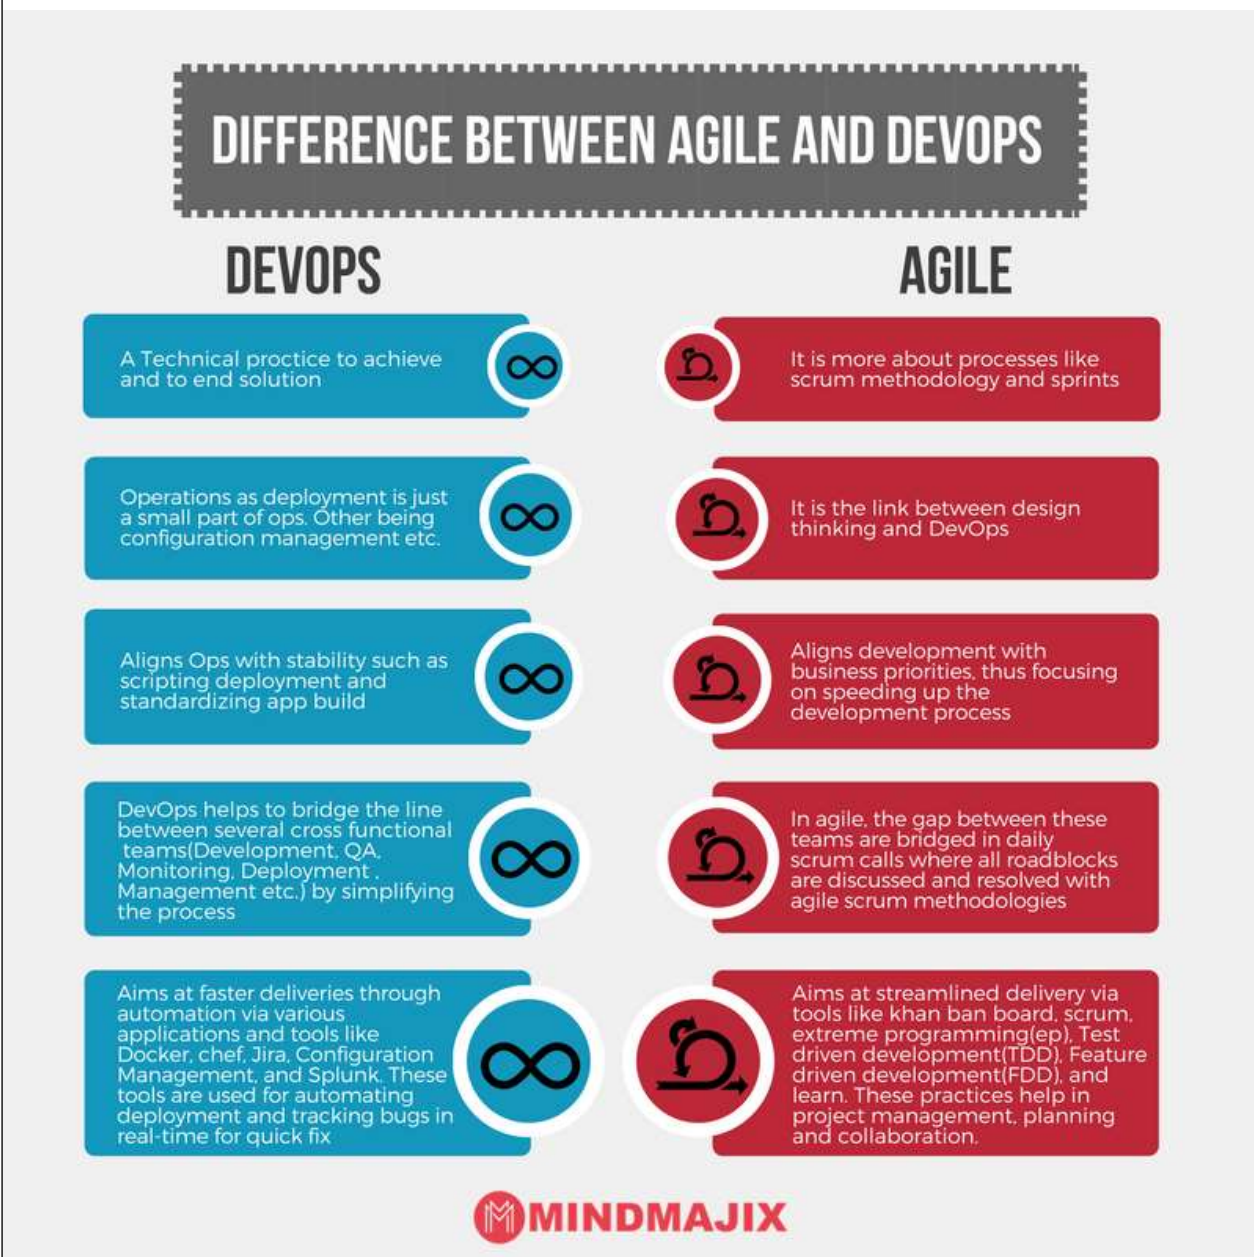 DIFFERENCE BETWEEN AGILE AND DEVOPS
DEVOPS
AGILE
A Technical proctice to achieve
and to end solution
It is more about processes like
scrum methodology and sprints
Operations as deployment is just
a small part of ops. Other being
configuration management etc.
It is the link between design
thinking and DevOps
Aligns Ops with stability such as
scripting deployment and
standardizing app build
Aligns development with
business priorities, thus focusing
on speeding up the
development process
DevOps helps to bridge the line
between several cross functional
teams(Development, QA,
Monitoring, Deployment ,
Management etc.) by simplifying
the process
In agile, the gap between these
teams are bridged in daily
scrum calls where all roadblocks
are discussed and resolved with
agile scrum methodologies
Aims at faster deliveries through
automation via various
applications and tools like
Docker, chef, Jira, Configuration
Management, and Splunk. These
tools are used for automating
deployment and tracking bugs in
real-time for quick fix
Aims at streamlined delivery via
tools like khan ban board, scrum,
extreme programming(ep), Test
driven development(TDD), Feature
driven development(FDD), and
learn. These practices help in
project management, planning
and collaboration.
MINDMAJIX